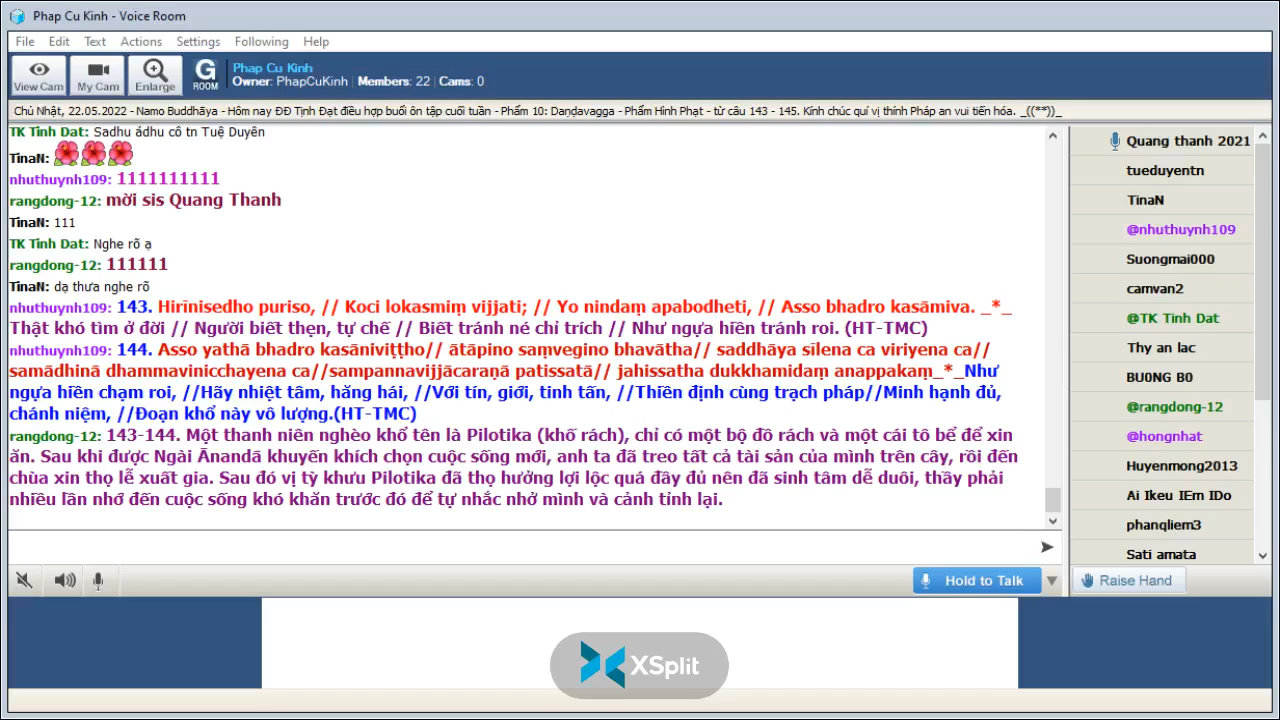 Phap Cu Kinh - Voice Room
File Edit Text Actions Settings Following Help
View Cam My Cam Enlarge G ROOM
Phap Cu Kinh
Owner: PhapCuKinh | Members: 22 | Cams: 0
Chủ Nhật, 22.05.2022 - Namo Buddhāya - Hôm nay ĐĐ Tịnh Đạt điều hợp buổi ôn tập cuối tuần - Phẩm 10: Daṇḍavagga - Phẩm Hình Phạt - từ câu 143 - 145. Kính chúc quí vị thính Pháp an vui tiến hóa. _((**))_
TK Tinh Dat: Sadhu ádhu cô tn Tuệ Duyên
TinaN:
nhuthuynh109: 1111111111
rangdong-12: mời sis Quang Thanh
TinaN: 111
TK Tinh Dat: Nghe rõ ạ
rangdong-12: 111111
TinaN: dạ thưa nghe rõ
nhuthuynh109: 143. Hirīnisedho puriso, // Koci lokasmiṃ vijjati; // Yo nindaṃ apabodheti, // Asso bhadro kasāmiva. _*_
Thật khó tìm ở đời // Người biết thẹn, tự chế // Biết tránh né chỉ trích // Như ngựa hiền tránh roi. (HT-TMC)
nhuthuynh109: 144. Asso yathā bhadro kasāniviṭṭho// ātāpino saṃvegino bhavātha// saddhāya sīlena ca viriyena ca//
samādhinā dhammavinicchayena ca//sampannavijjācaraṇā patissatā// jahissatha dukkhamidaṃ anappakaṃ_*_Như
ngựa hiền chạm roi, //Hãy nhiệt tâm, hăng hái, //Với tín, giới, tinh tấn, //Thiền định cùng trạch pháp//Minh hạnh đủ,
chánh niệm, //Đoạn khổ này vô lượng.(HT-TMC)
rangdong-12: 143-144. Một thanh niên nghèo khổ tên là Pilotika (khố rách), chỉ có một bộ đồ rách và một cái tô bể để xin
ăn. Sau khi được Ngài Ānandā khuyến khích chọn cuộc sống mới, anh ta đã treo tất cả tài sản của mình trên cây, rồi đến
chùa xin thọ lễ xuất gia. Sau đó vị tỳ khưu Pilotika đã thọ hưởng lợi lộc quá đầy đủ nên đã sinh tâm dễ duôi, thầy phải
nhiều lần nhớ đến cuộc sống khó khăn trước đó để tự nhắc nhở mình và cảnh tỉnh lại.
Quang thanh 2021
tueduyentn
TinaN
@nhuthuynh109
Suongmai000
camvan2
@TK Tinh Dat
Thy an lac
BU0NG B0
@rangdong-12
@hongnhat
Huyenmong2013
Ai Ikeu IEm IDo
phanqliem3
Sati amata
Hold to Talk
Raise Hand
XSplit